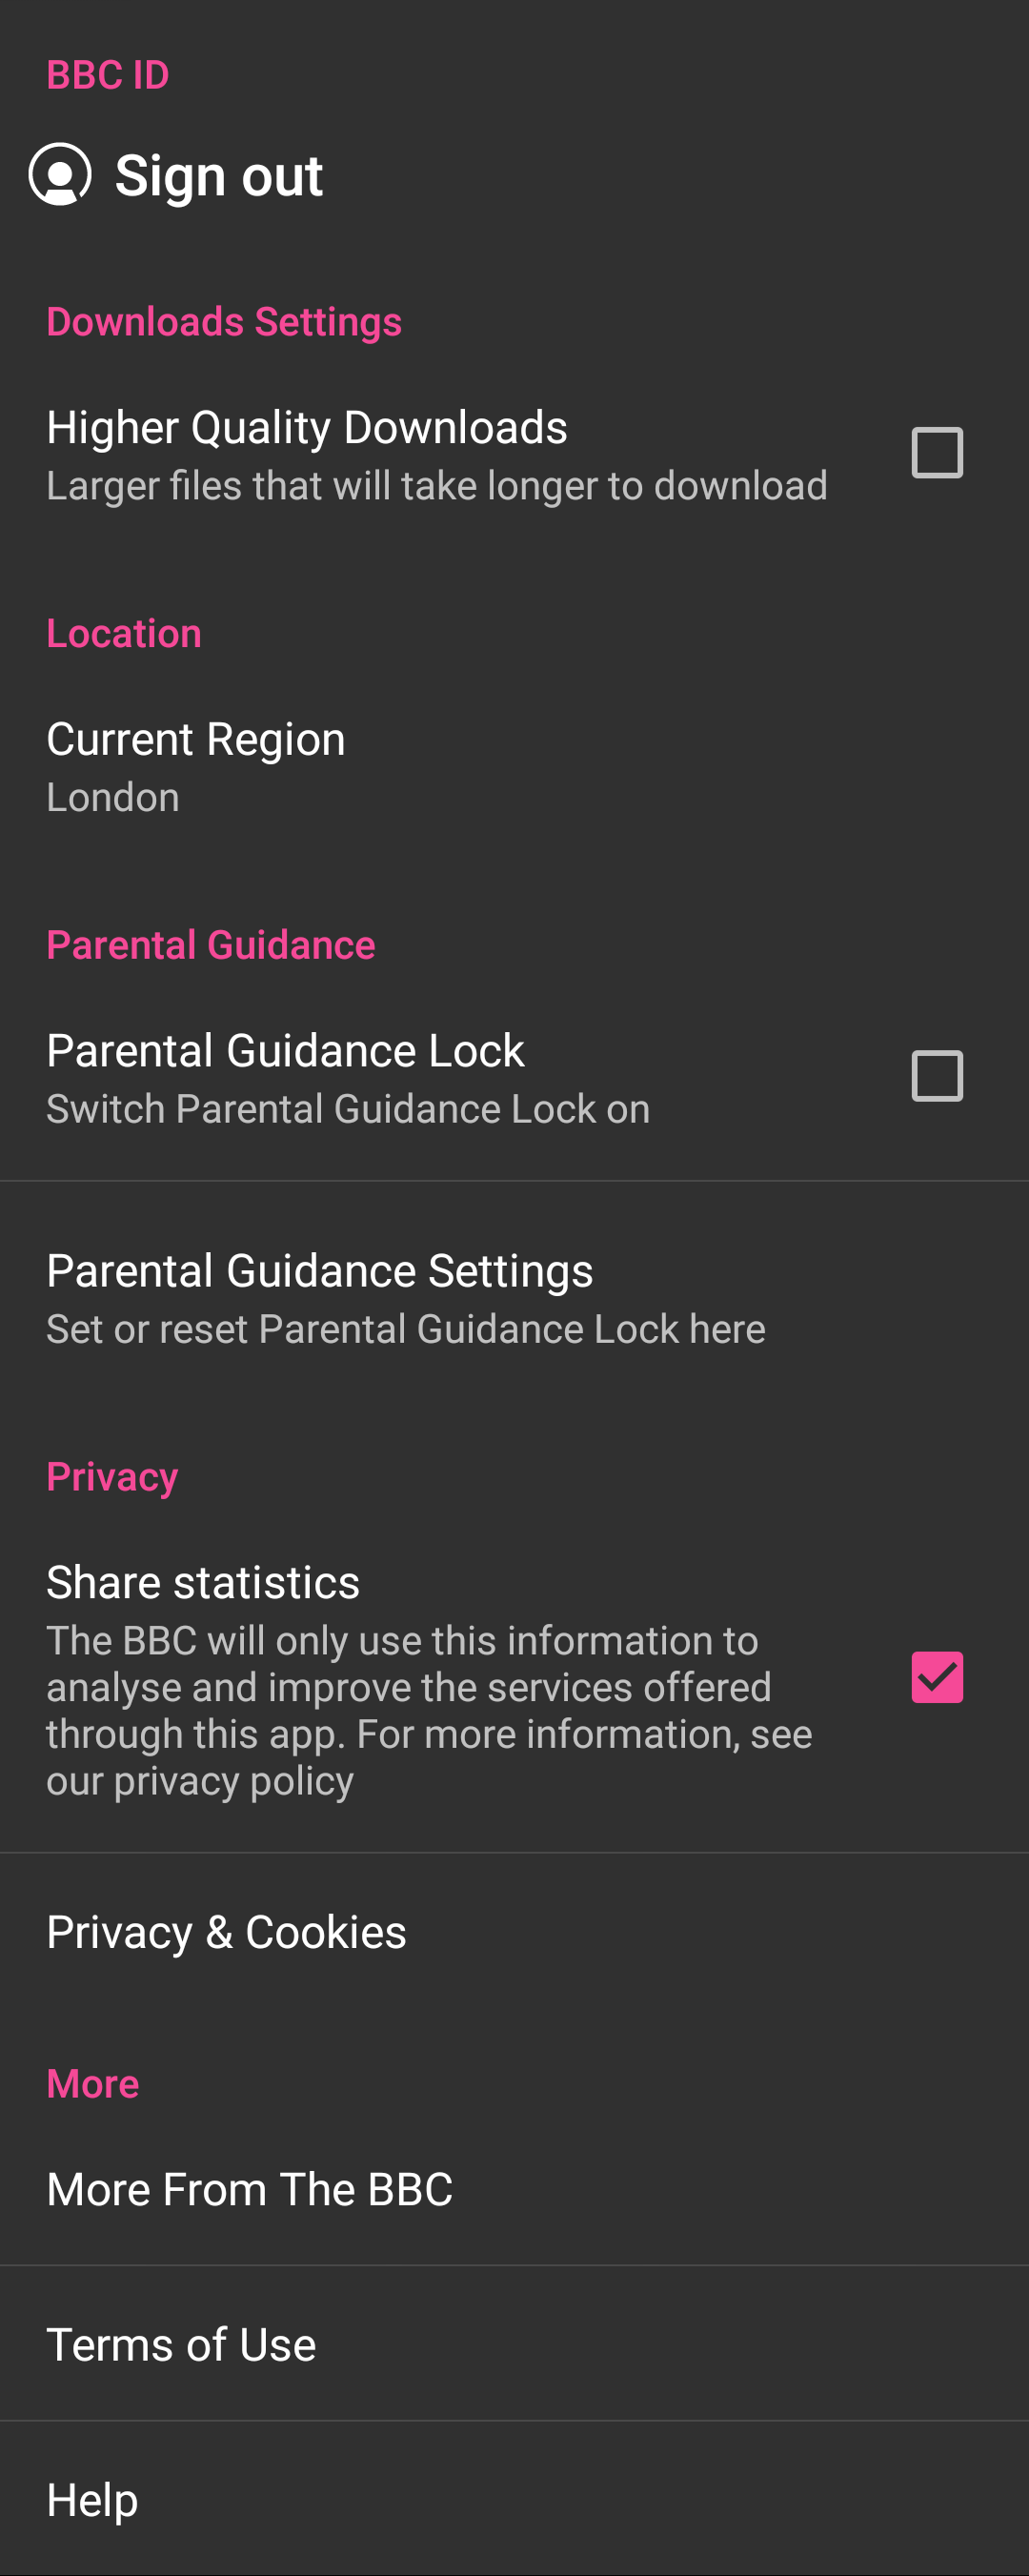 BBC ID
Sign out
Downloads Settings
Higher Quality Downloads
Larger files that will take longer to download
Location
Current Region
London
Parental Guidance
Parental Guidance Lock
Switch Parental Guidance Lock on
Parental Guidance Settings
Set or reset Parental Guidance Lock here
Privacy
Share statistics
The BBC will only use this information to
analyse and improve the services offered
through this app. For more information, see
our privacy policy
Privacy & Cookies
More
More From The BBC
Terms of Use
Help